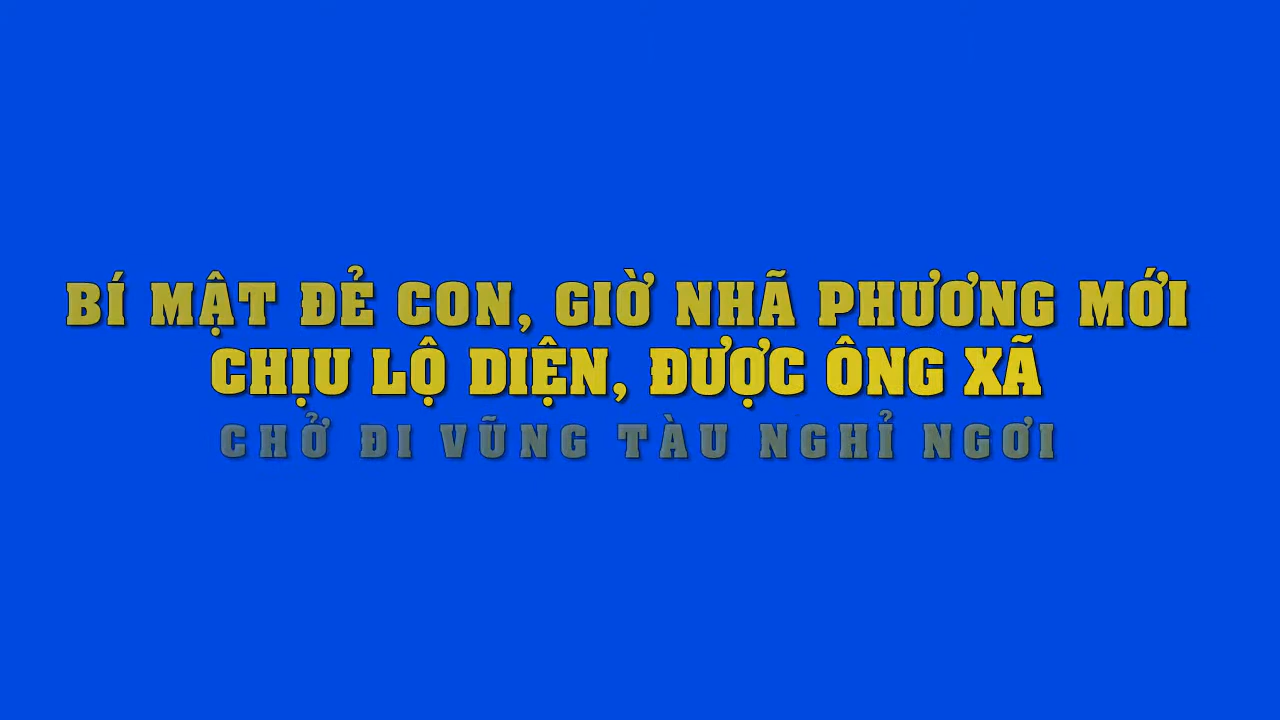 BÍ MẬT ĐẺ CON, GIỜ NHÃ PHƯƠNG MỚI
CHỊU LỘ DIỆN, ĐƯỢC ÔNG XÃ
CHỞ ĐI VŨNG TÀU NGHỈ NGƠI